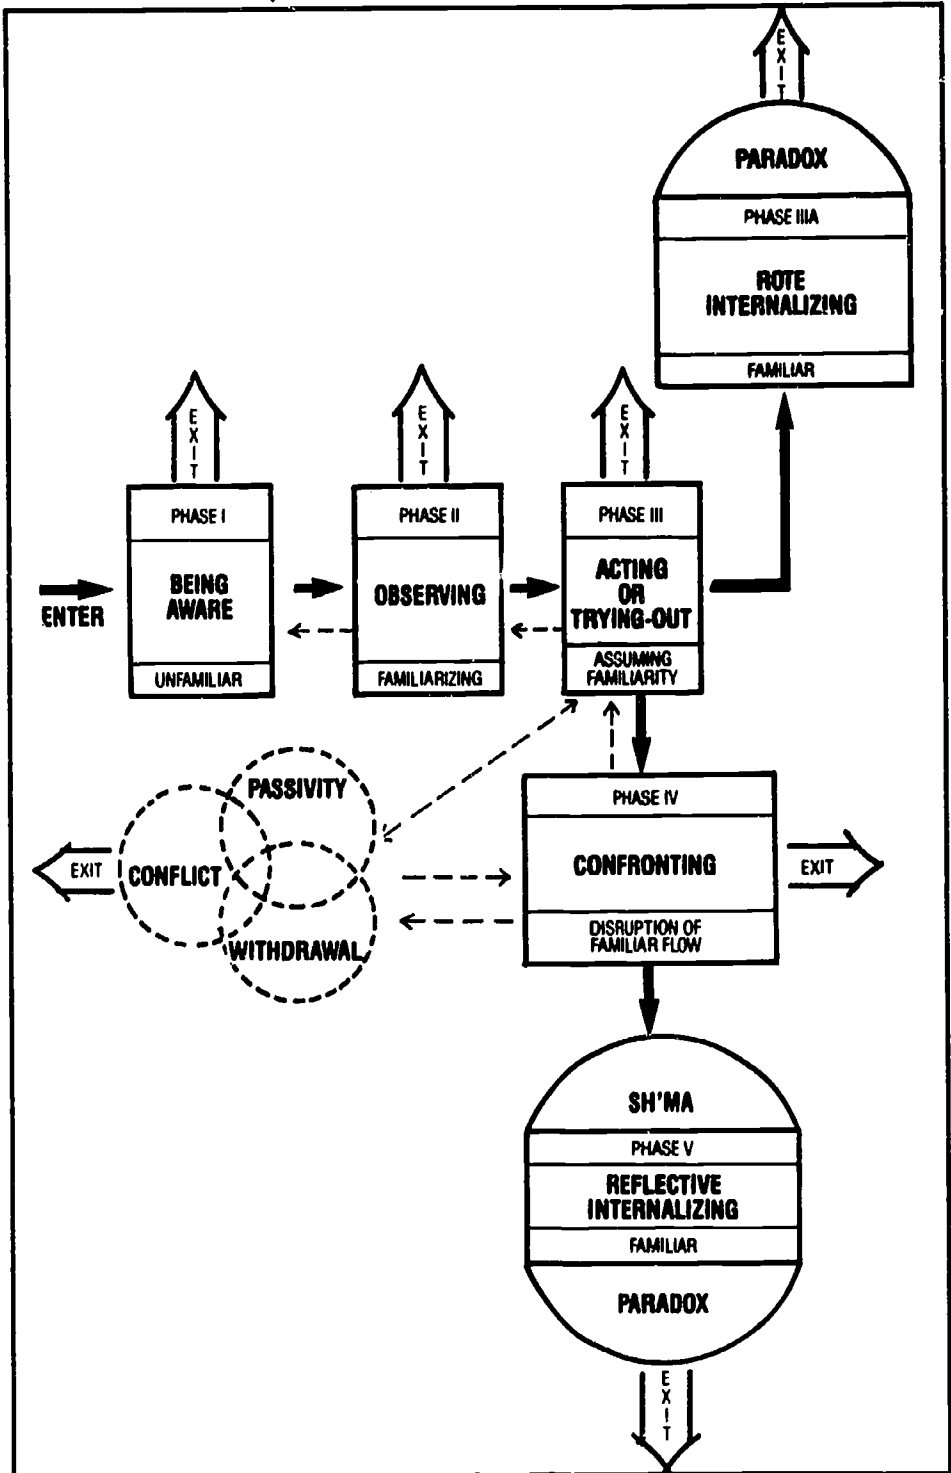 EXIT
PARADOX
PHASE IIIA
ROTE
INTERNALIZING
FAMILIAR
EXIT
EXIT
EXIT
PHASE I
BEING
AWARE
UNFAMILIAR
ENTER
PHASE II
OBSERVING
FAMILIARIZING
PHASE III
ACTING
OR
TRYING-OUT
ASSUMING
FAMILIARITY
PASSIVITY
CONFLICT
WITHDRAWAL
EXIT
PHASE IV
CONFRONTING
DISRUPTION OF
FAMILIAR FLOW
EXIT
SH'MA
PHASE V
REFLECTIVE
INTERNALIZING
FAMILIAR
PARADOX
EXIT